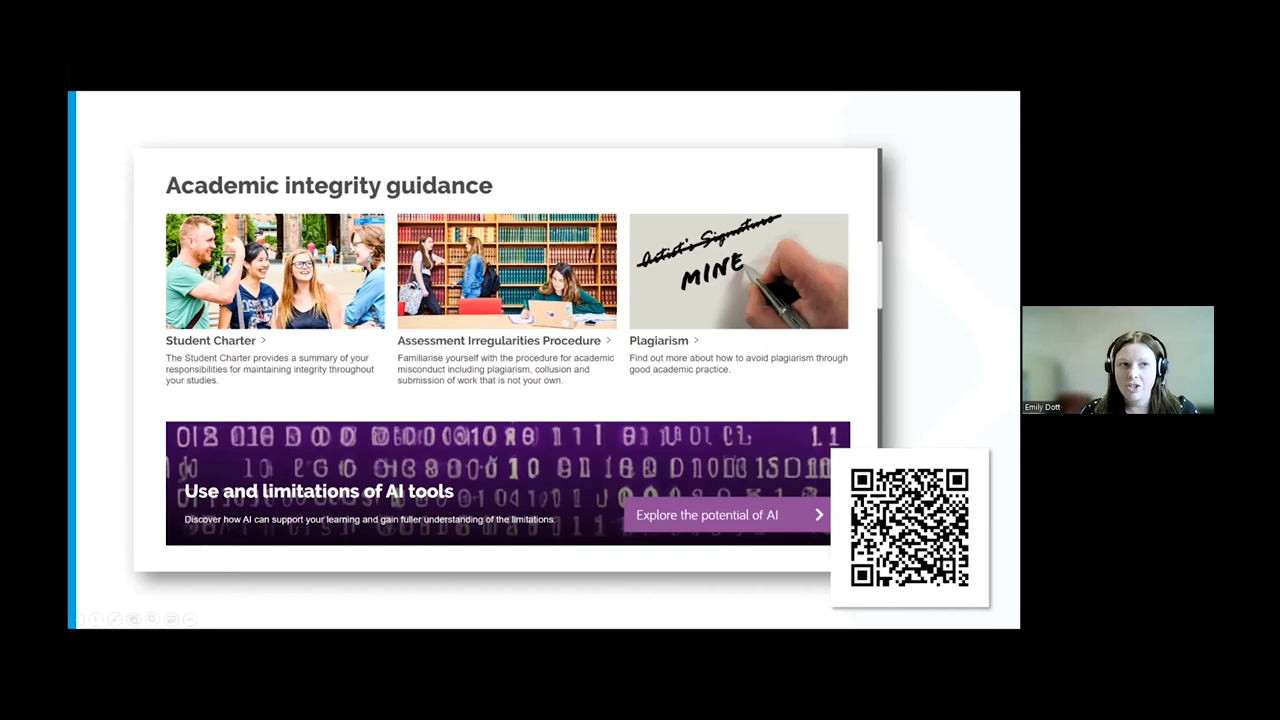 Academic integrity guidance
Artist's Signature
MINE
Student Charter >
The Student Charter provides a summary of your
responsibilities for maintaining integrity throughout
your studies.
Assessment Irregularities Procedure >
Familiarise yourself with the procedure for academic
misconduct including plagiarism, collusion and
submission of work that is not your own.
Plagiarism >
Find out more about how to avoid plagiarism through
good academic practice.
Use and limitations of AI tools
Discover how AI can support your learning and gain fuller understanding of the limitations.
Explore the potential of AI
Emily Dott